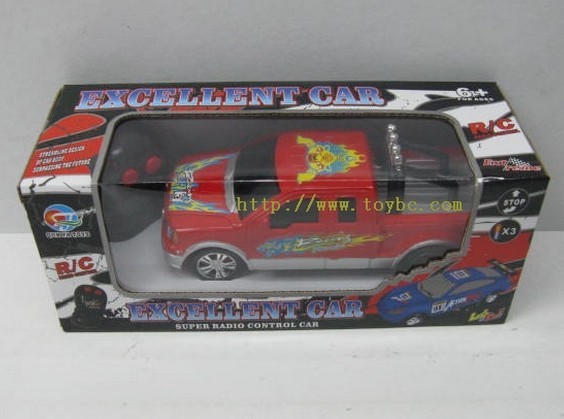 EXCELLENT CAR
6+
FOR AGES
STREAMLINE DESIGN
OF CAR BODY
SURPASSING THE FUTURE
R/C
http://www.toybc.com
STOP
X3
R/C
EXCELLENT CAR
SUPER RADIO CONTROL CAR